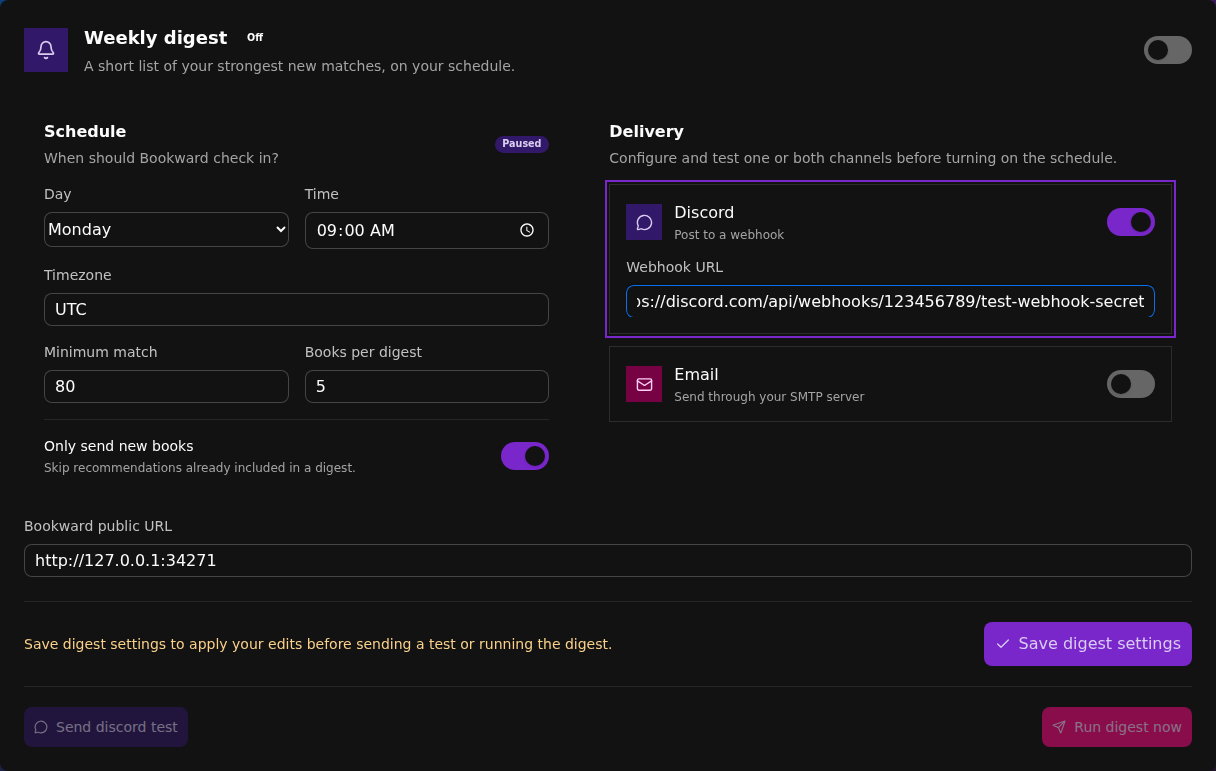 Weekly digest Off
A short list of your strongest new matches, on your schedule.
Schedule
When should Bookward check in?
Paused
Day
Time
Monday
09:00 AM
Timezone
UTC
Minimum match
Books per digest
80
5
Only send new books
Skip recommendations already included in a digest.
Delivery
Configure and test one or both channels before turning on the schedule.
Discord
Post to a webhook
Webhook URL
ps://discord.com/api/webhooks/123456789/test-webhook-secret
Email
Send through your SMTP server
Bookward public URL
http://127.0.0.1:34271
Save digest settings to apply your edits before sending a test or running the digest.
Save digest settings
Send discord test
Run digest now